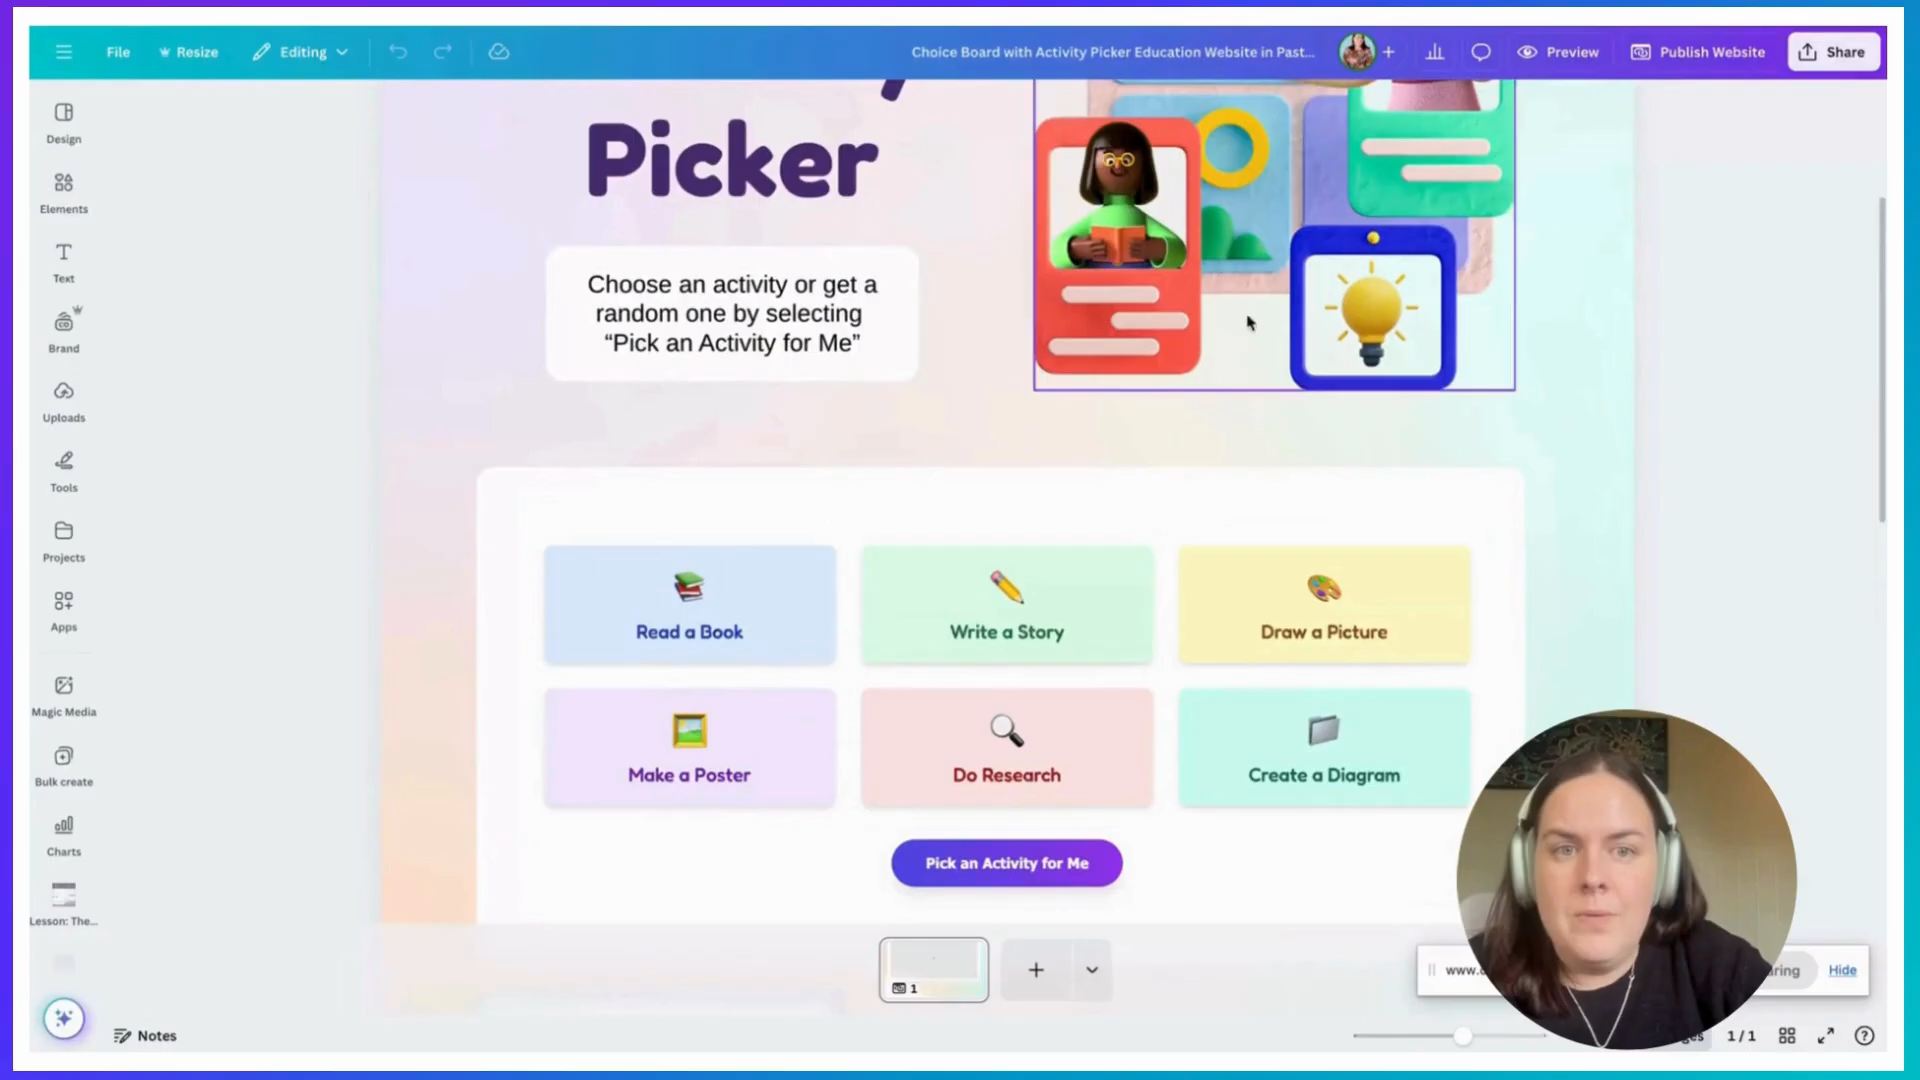 File
Resize
Editing
Choice Board with Activity Picker Education Website in Past...
Preview
Publish Website
Share
Design
Elements
Text
Brand
Uploads
Tools
Projects
Apps
Magic Media
Bulk create
Charts
Lesson: The...
Picker
Choose an activity or get a
random one by selecting
“Pick an Activity for Me”
Read a Book
Write a Story
Draw a Picture
Make a Poster
Do Research
Create a Diagram
Pick an Activity for Me
1
www.
Hide
Notes
1 / 1